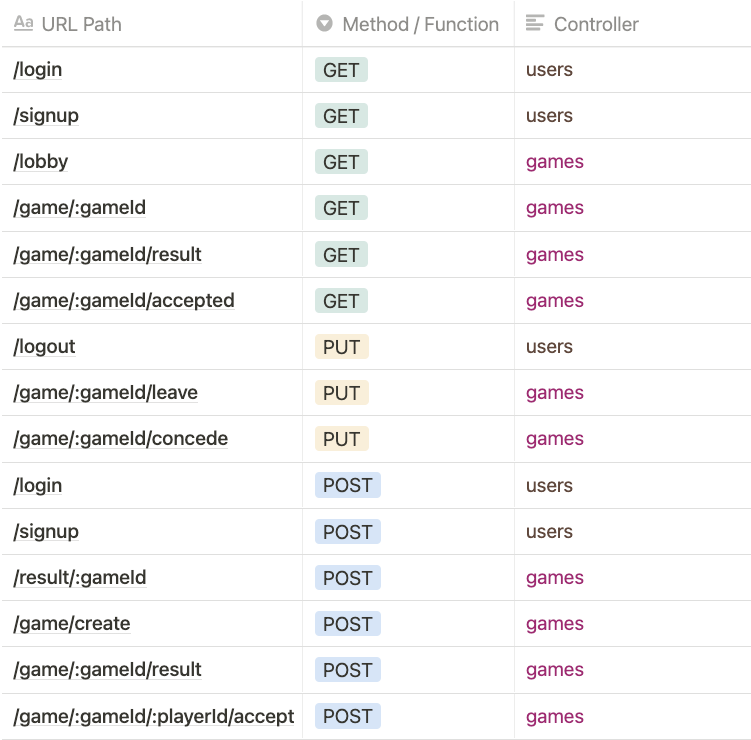 Aa URL Path Method / Function Controller
/login GET users
/signup GET users
/lobby GET games
/game/:gameId GET games
/game/:gameId/result GET games
/game/:gameId/accepted GET games
/logout PUT users
/game/:gameId/leave PUT games
/game/:gameId/concede PUT games
/login POST users
/signup POST users
/result/:gameId POST games
/game/create POST games
/game/:gameId/result POST games
/game/:gameId/:playerId/accept POST games